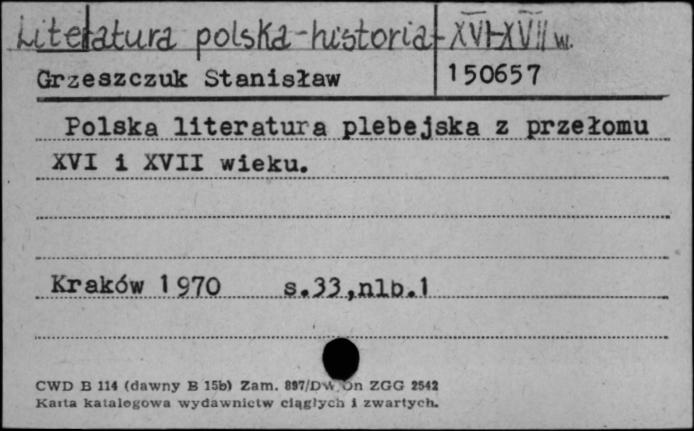 Literatura polska-historia-XVI-XVII w.
Grzeszczuk Stanisław 150657
Polska literatura plebejska z przełomu
XVI i XVII wieku.
Kraków 1970 s.33,nlb.1
CWD B 114 (dawny B 15b) Zam. 897/DW on ZGG 2542
Karta katalogowa wydawnictw ciągłych i zwartych.